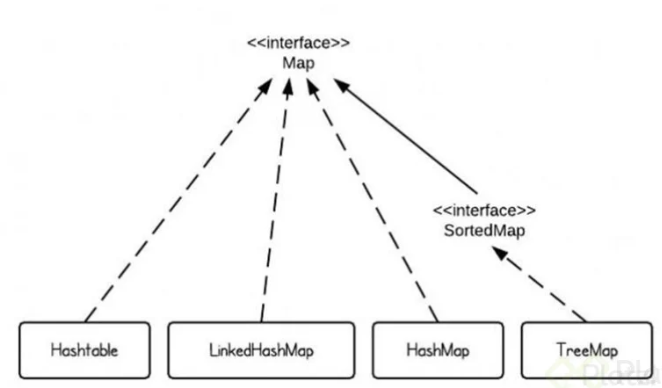 <<interface>>
Map
<<interface>>
SortedMap
Hashtable
LinkedHashMap
HashMap
TreeMap